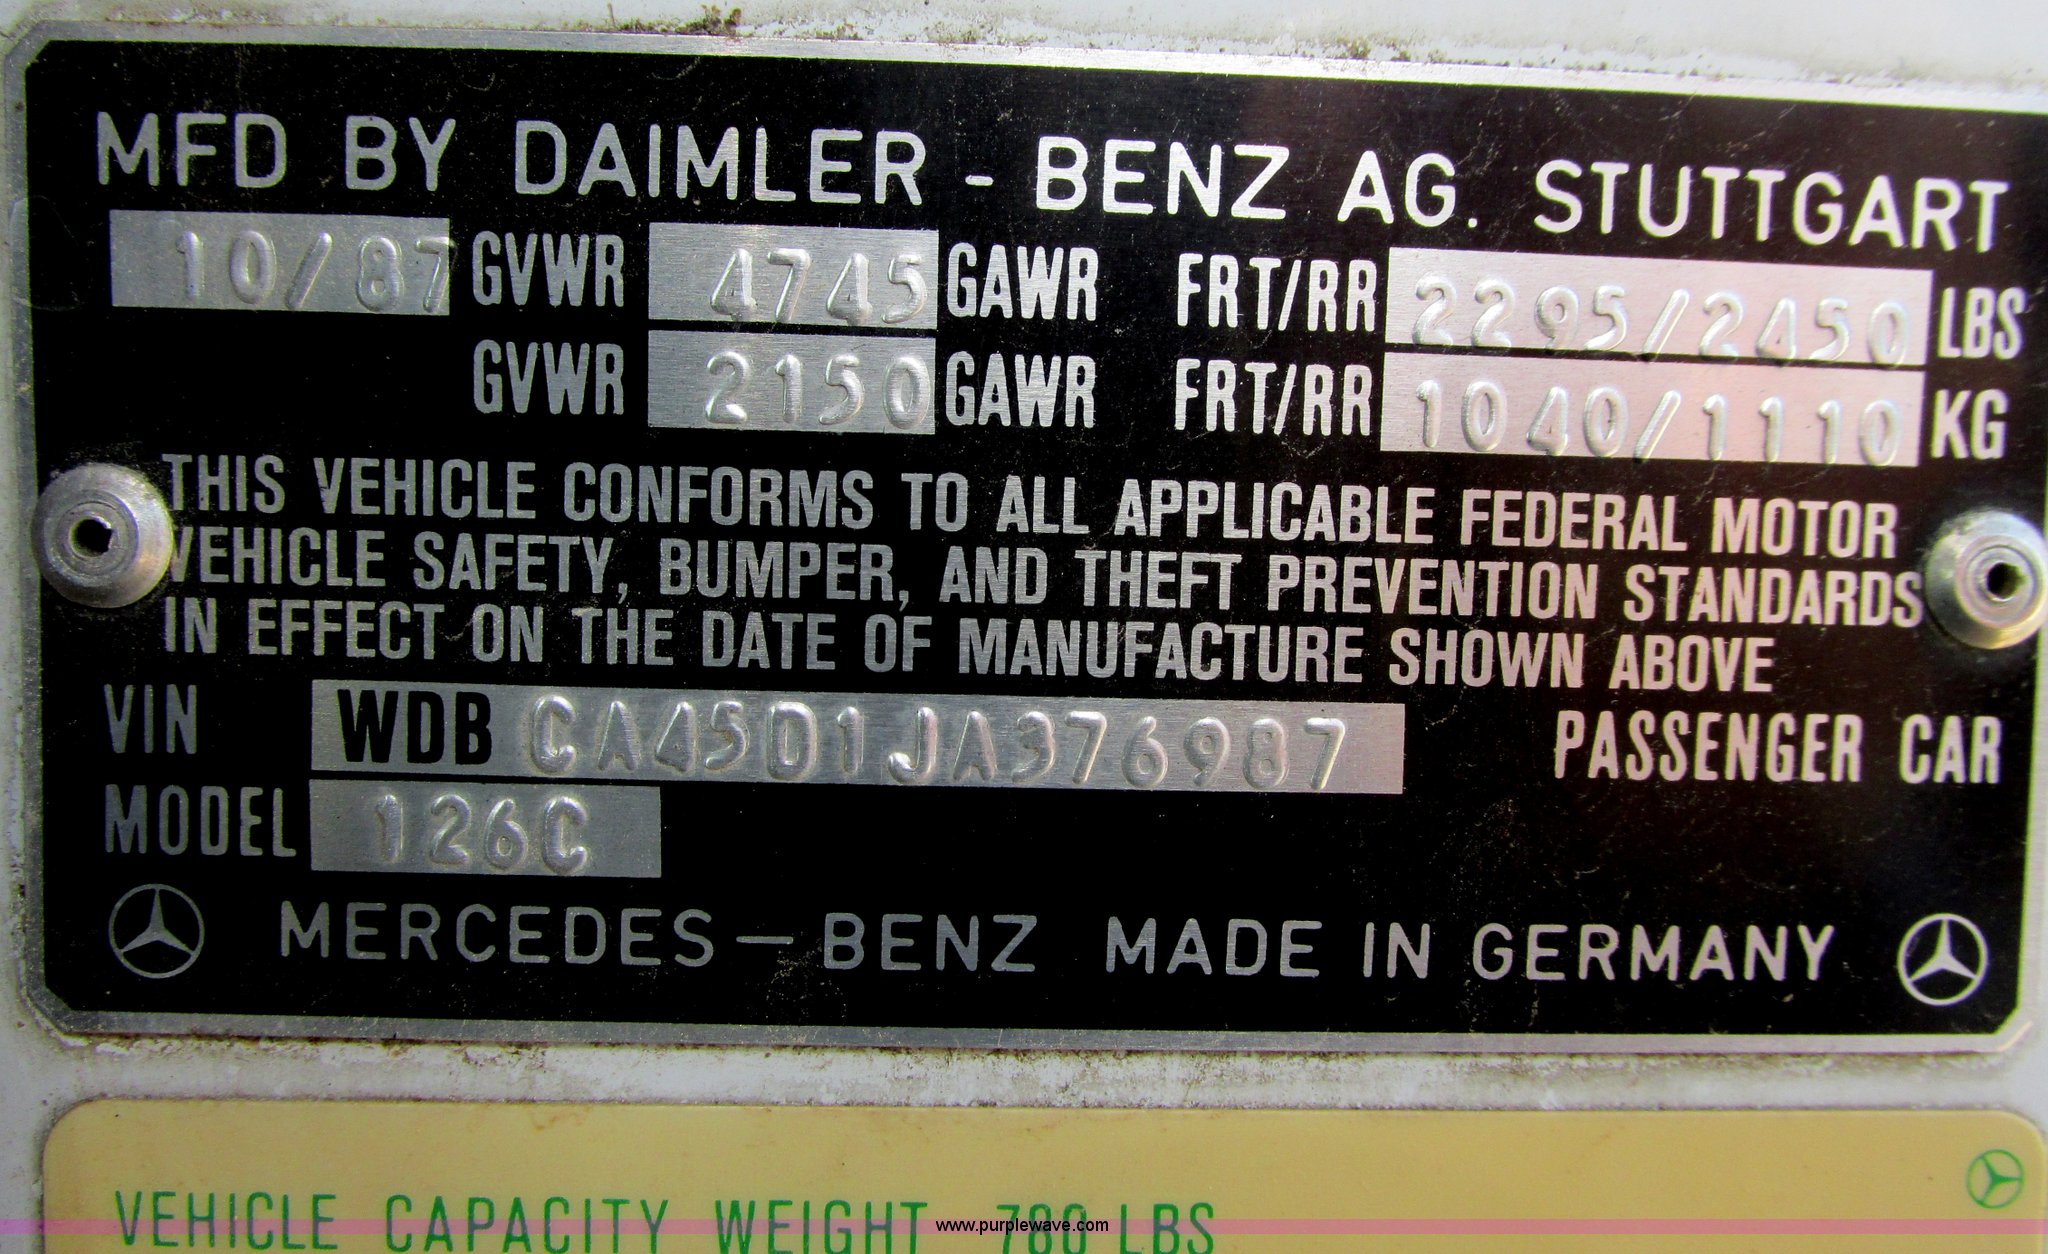 MFD BY DAIMLER - BENZ AG. STUTTGART
10/87 GVWR 4745 GAWR FRT/RR 2295/2450 LBS
GVWR 2150 GAWR FRT/RR 1040/1110 KG
THIS VEHICLE CONFORMS TO ALL APPLICABLE FEDERAL MOTOR
VEHICLE SAFETY, BUMPER, AND THEFT PREVENTION STANDARDS
IN EFFECT ON THE DATE OF MANUFACTURE SHOWN ABOVE
VIN WDB CA45D1JA376987 PASSENGER CAR
MODEL 126C
MERCEDES - BENZ MADE IN GERMANY
VEHICLE CAPACITY WEIGHT 780 LBS
www.purplewave.com